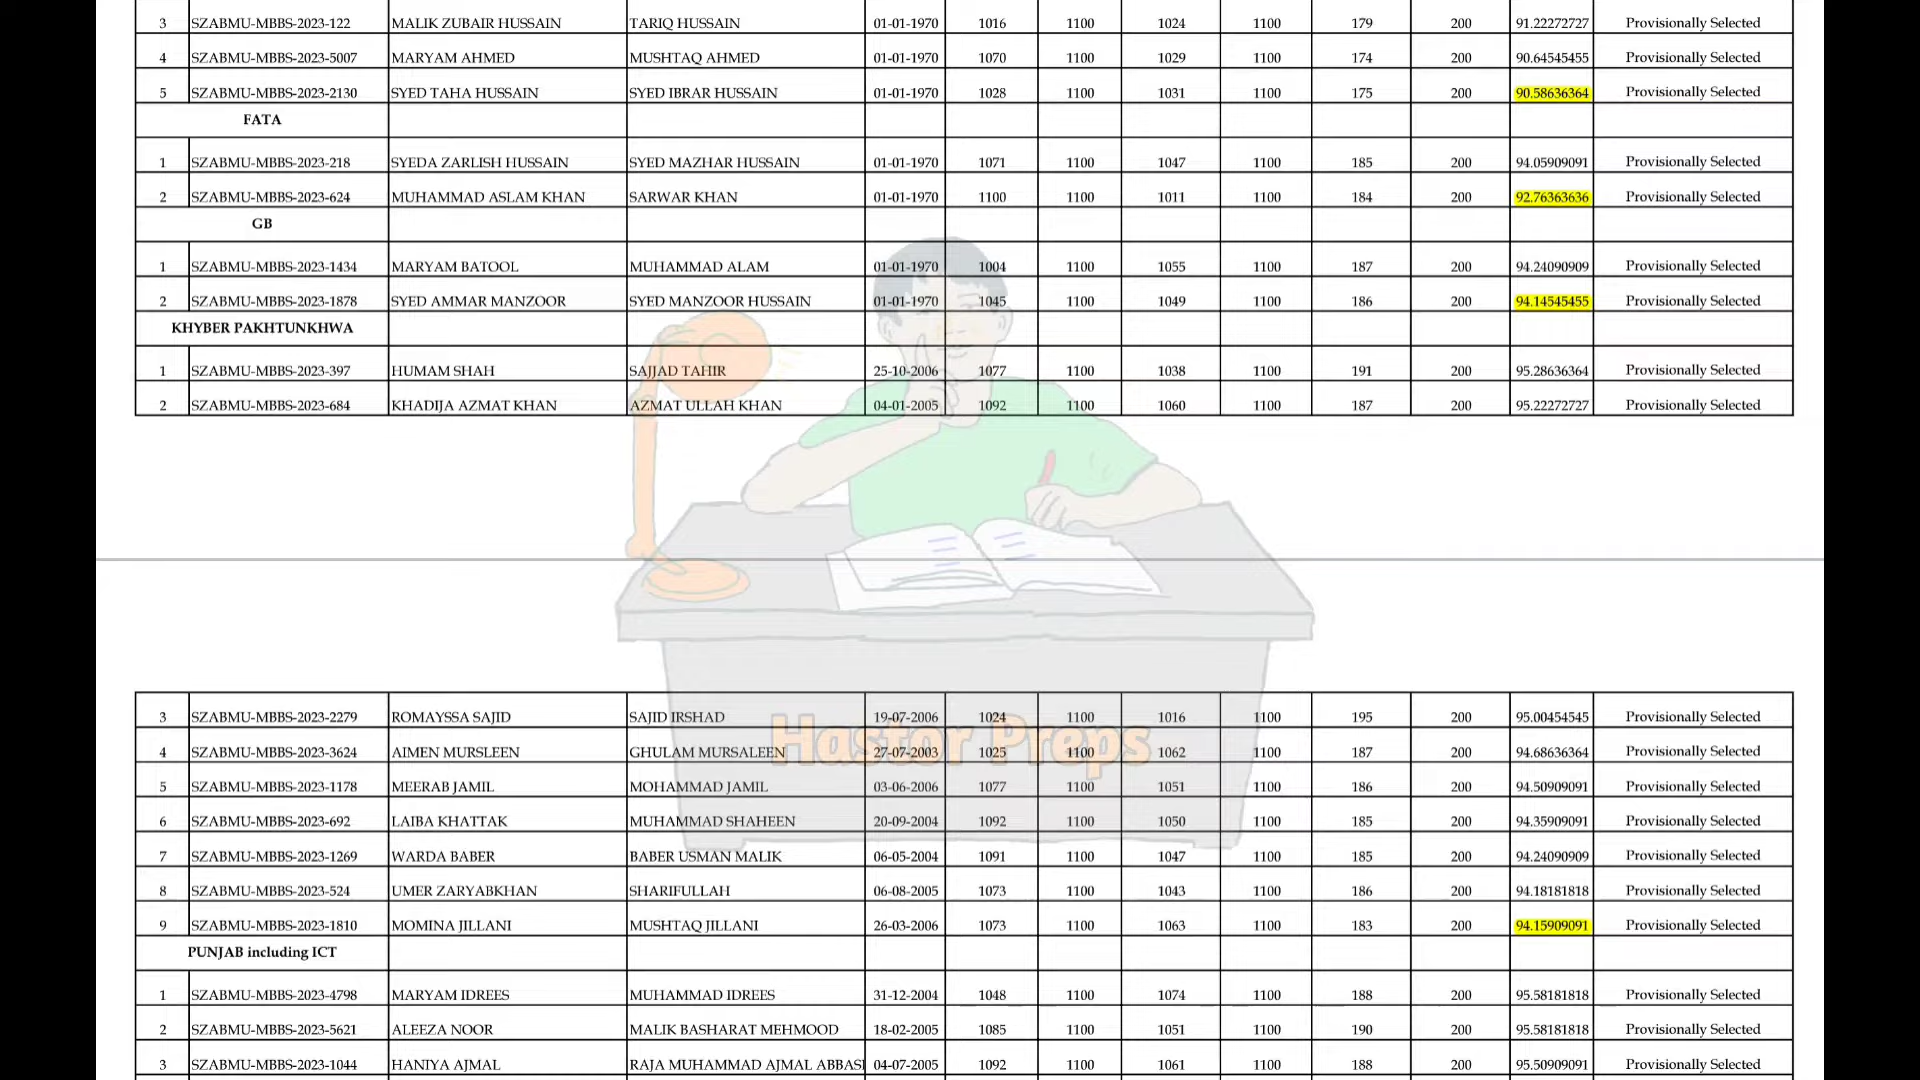 3 SZABMU-MBBS-2023-122 MALIK ZUBAIR HUSSAIN TARIQ HUSSAIN 01-01-1970 1016 1100 1024 1100 179 200 91.22272727 Provisionally Selected
4 SZABMU-MBBS-2023-5007 MARYAM AHMED MUSHTAQ AHMED 01-01-1970 1070 1100 1029 1100 174 200 90.64545455 Provisionally Selected
5 SZABMU-MBBS-2023-2130 SYED TAHA HUSSAIN SYED IBRAR HUSSAIN 01-01-1970 1028 1100 1031 1100 175 200 90.58636364 Provisionally Selected
FATA
1 SZABMU-MBBS-2023-218 SYEDA ZARLISH HUSSAIN SYED MAZHAR HUSSAIN 01-01-1970 1071 1100 1047 1100 185 200 94.05909091 Provisionally Selected
2 SZABMU-MBBS-2023-624 MUHAMMAD ASLAM KHAN SARWAR KHAN 01-01-1970 1100 1100 1011 1100 184 200 92.76363636 Provisionally Selected
GB
1 SZABMU-MBBS-2023-1434 MARYAM BATOOL MUHAMMAD ALAM 01-01-1970 1004 1100 1055 1100 187 200 94.24090909 Provisionally Selected
2 SZABMU-MBBS-2023-1878 SYED AMMAR MANZOOR SYED MANZOOR HUSSAIN 01-01-1970 1045 1100 1049 1100 186 200 94.14545455 Provisionally Selected
KHYBER PAKHTUNKHWA
1 SZABMU-MBBS-2023-397 HUMAM SHAH SAJJAD TAHIR 25-10-2006 1077 1100 1038 1100 191 200 95.28636364 Provisionally Selected
2 SZABMU-MBBS-2023-684 KHADIJA AZMAT KHAN AZMAT ULLAH KHAN 04-01-2005 1092 1100 1060 1100 187 200 95.22272727 Provisionally Selected
3 SZABMU-MBBS-2023-2279 ROMAYSSA SAJID SAJID IRSHAD 19-07-2006 1024 1100 1016 1100 195 200 95.00454545 Provisionally Selected
Hastor Preps
4 SZABMU-MBBS-2023-3624 AIMEN MURSLEEN GHULAM MURSALEEN 27-07-2003 1025 1100 1062 1100 187 200 94.68636364 Provisionally Selected
5 SZABMU-MBBS-2023-1178 MEERAB JAMIL MOHAMMAD JAMIL 03-06-2006 1077 1100 1051 1100 186 200 94.50909091 Provisionally Selected
6 SZABMU-MBBS-2023-692 LAIBA KHATTAK MUHAMMAD SHAHEEN 20-09-2004 1092 1100 1050 1100 185 200 94.35909091 Provisionally Selected
7 SZABMU-MBBS-2023-1269 WARDA BABER BABER USMAN MALIK 06-05-2004 1091 1100 1047 1100 185 200 94.24090909 Provisionally Selected
8 SZABMU-MBBS-2023-524 UMER ZARYABKHAN SHARIFULLAH 06-08-2005 1073 1100 1043 1100 186 200 94.18181818 Provisionally Selected
9 SZABMU-MBBS-2023-1810 MOMINA JILLANI MUSHTAQ JILLANI 26-03-2006 1073 1100 1063 1100 183 200 94.15909091 Provisionally Selected
PUNJAB including ICT
1 SZABMU-MBBS-2023-4798 MARYAM IDREES MUHAMMAD IDREES 31-12-2004 1048 1100 1074 1100 188 200 95.58181818 Provisionally Selected
2 SZABMU-MBBS-2023-5621 ALEEZA NOOR MALIK BASHARAT MEHMOOD 18-02-2005 1085 1100 1051 1100 190 200 95.58181818 Provisionally Selected
3 SZABMU-MBBS-2023-1044 HANIYA AJMAL RAJA MUHAMMAD AJMAL ABBASI 04-07-2005 1092 1100 1061 1100 188 200 95.50909091 Provisionally Selected